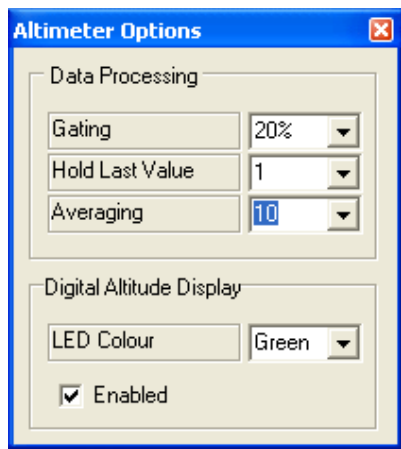 Altimeter Options
Data Processing
Gating 20%
Hold Last Value 1
Averaging 10
Digital Altitude Display
LED Colour Green
Enabled